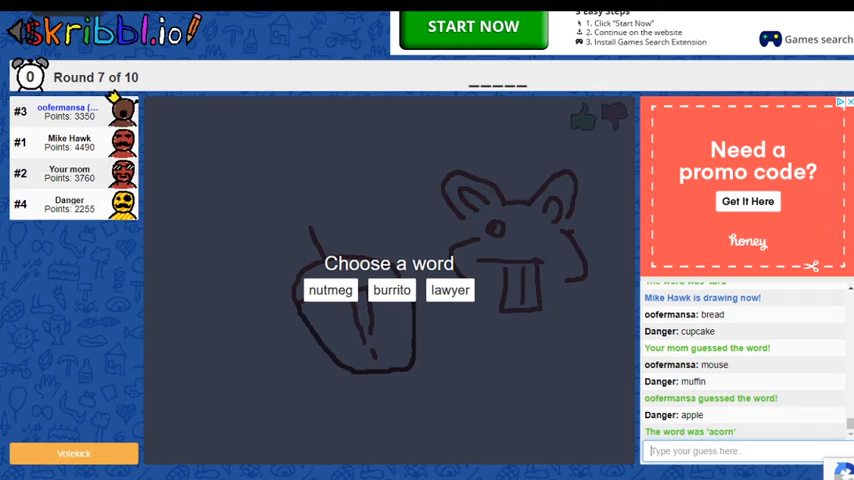 skribbl.io
START NOW
3 Easy Steps
1. Click "Start Now"
2. Continue on the website
3. Install Games Search Extension
Games search
0
Round 7 of 10
_____
#3 oofermansa (...
Points: 3350
#1 Mike Hawk
Points: 4490
#2 Your mom
Points: 3760
#4 Danger
Points: 2255
Choose a word
nutmeg
burrito
lawyer
Need a
promo code?
Get It Here
honey
Mike Hawk is drawing now!
oofermansa: bread
Danger: cupcake
Your mom guessed the word!
oofermansa: mouse
Danger: muffin
oofermansa guessed the word!
Danger: apple
The word was 'acorn'
Type your guess here...
Votekick